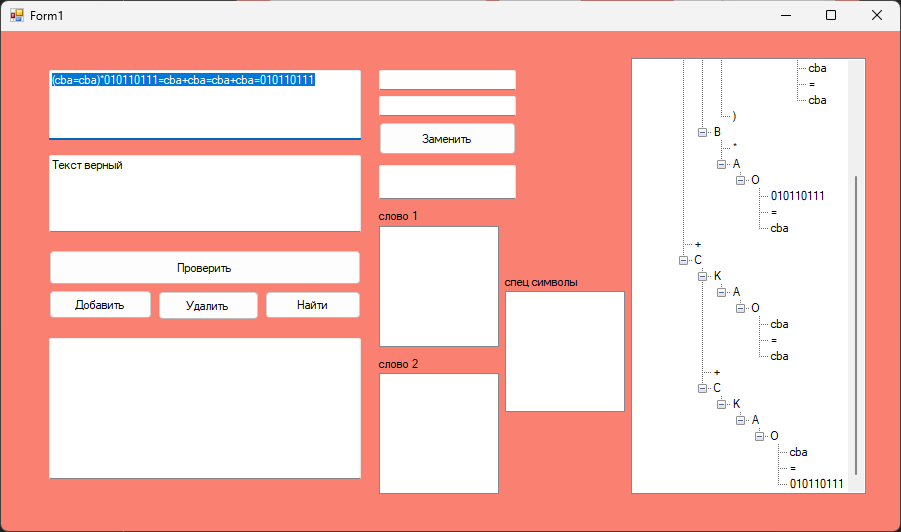 Form1
(cba=cba)*010110111=cba+cba=cba+cba=010110111
Текст верный
Проверить
Добавить
Удалить
Найти
Заменить
слово 1
слово 2
спец символы
cba
=
cba
)
B
*
A
O
010110111
=
cba
+
C
K
A
O
cba
=
cba
+
C
K
A
O
cba
=
010110111